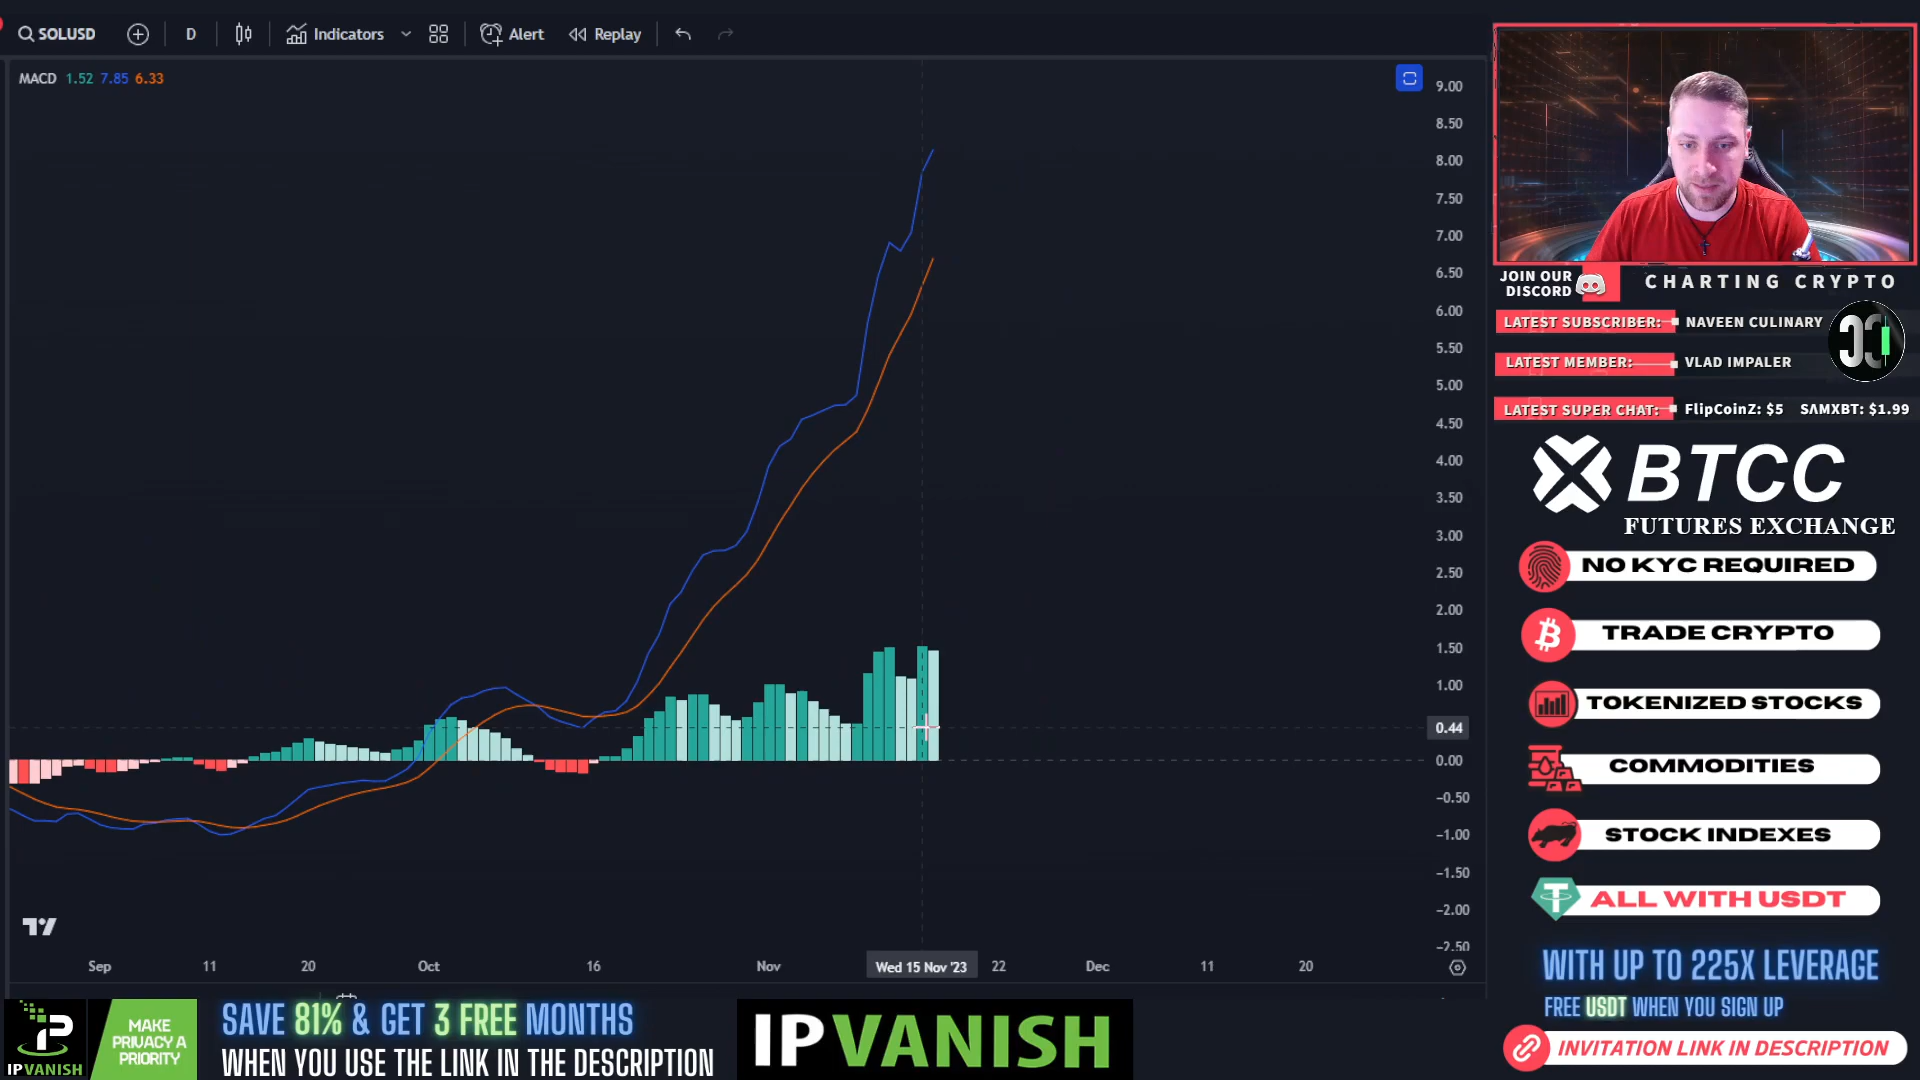 SOLUSD D Indicators Alert Replay
MACD 1.52 7.85 6.33
9.00
8.50
8.00
7.50
7.00
6.50
6.00
5.50
5.00
4.50
4.00
3.50
3.00
2.50
2.00
1.50
1.00
0.44
0.00
−0.50
−1.00
−1.50
−2.00
−2.50
Sep 11 20 Oct 16 Nov Wed 15 Nov '23 22 Dec 11 20
JOIN OUR
DISCORD
CHARTING CRYPTO
LATEST SUBSCRIBER: NAVEEN CULINARY
LATEST MEMBER: VLAD IMPALER
LATEST SUPER CHAT: FlipCoinZ: $5 SΛMXBT: $1.99
BTCC
FUTURES EXCHANGE
NO KYC REQUIRED
TRADE CRYPTO
TOKENIZED STOCKS
COMMODITIES
STOCK INDEXES
ALL WITH USDT
WITH UP TO 225X LEVERAGE
FREE USDT WHEN YOU SIGN UP
INVITATION LINK IN DESCRIPTION
IPVANISH
MAKE
PRIVACY A
PRIORITY
SAVE 81% & GET 3 FREE MONTHS
WHEN YOU USE THE LINK IN THE DESCRIPTION
IPVANISH